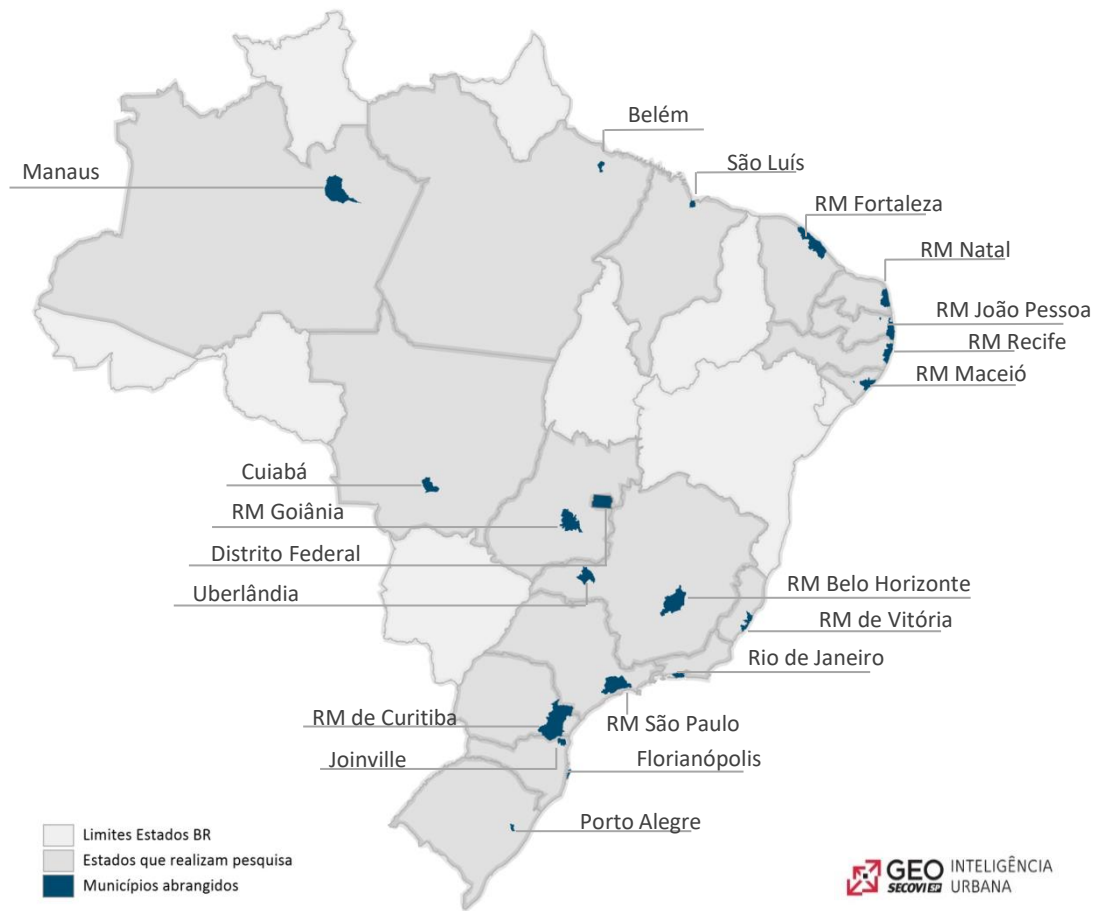 Belém
São Luís
Manaus
RM Fortaleza
RM Natal
RM João Pessoa
RM Recife
RM Maceió
Cuiabá
RM Goiânia
Distrito Federal
Uberlândia
RM Belo Horizonte
RM de Vitória
Rio de Janeiro
RM de Curitiba
RM São Paulo
Joinville
Florianópolis
Porto Alegre
Limites Estados BR
Estados que realizam pesquisa
Municípios abrangidos
GEO INTELIGÊNCIA
SECOVI SP URBANA